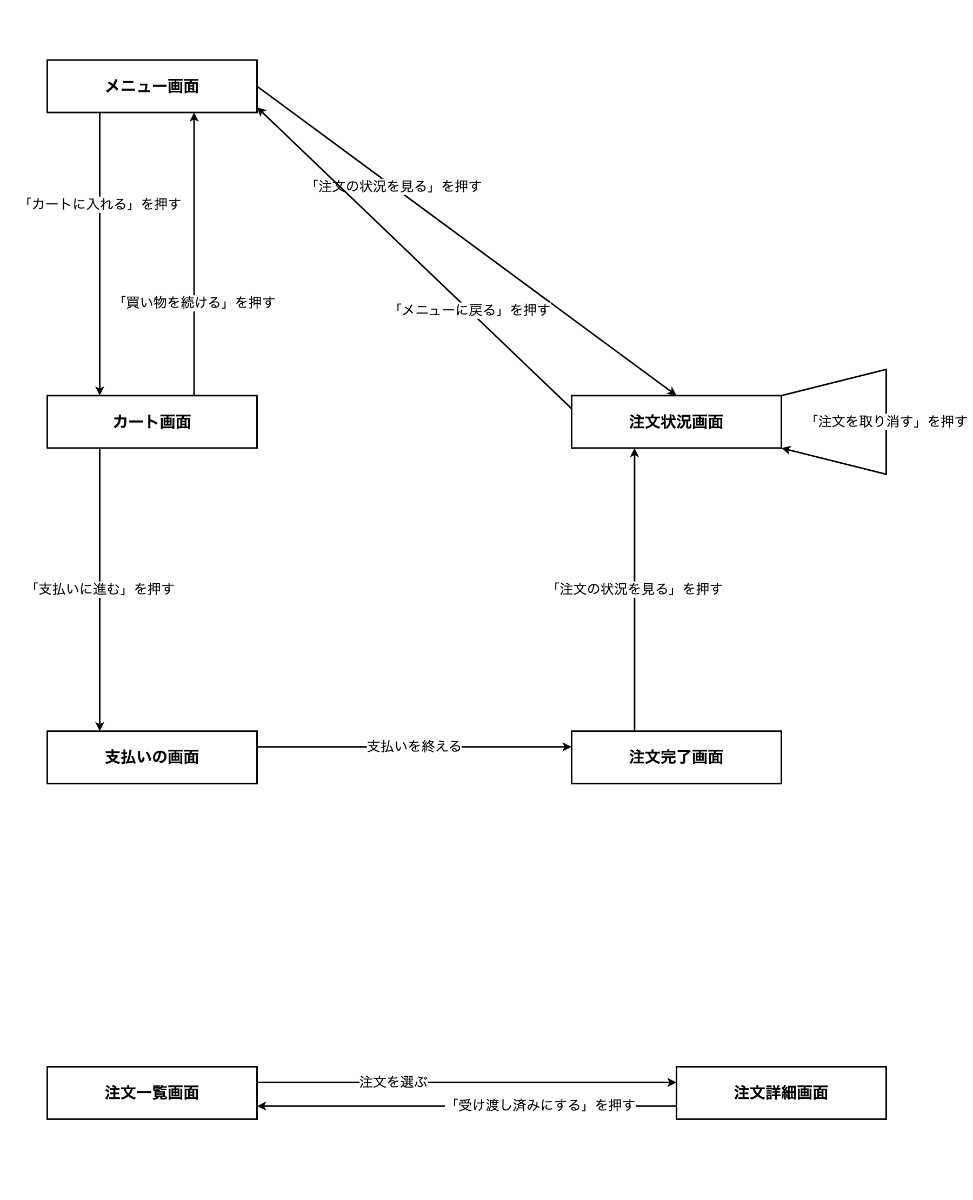 メニュー画面
「注文の状況を見る」を押す
「カートに入れる」を押す
「買い物を続ける」を押す
「メニューに戻る」を押す
カート画面
注文状況画面
「注文を取り消す」を押す
「支払いに進む」を押す
「注文の状況を見る」を押す
支払いの画面
支払いを終える
注文完了画面
注文一覧画面
注文を選ぶ
注文詳細画面
「受け渡し済みにする」を押す